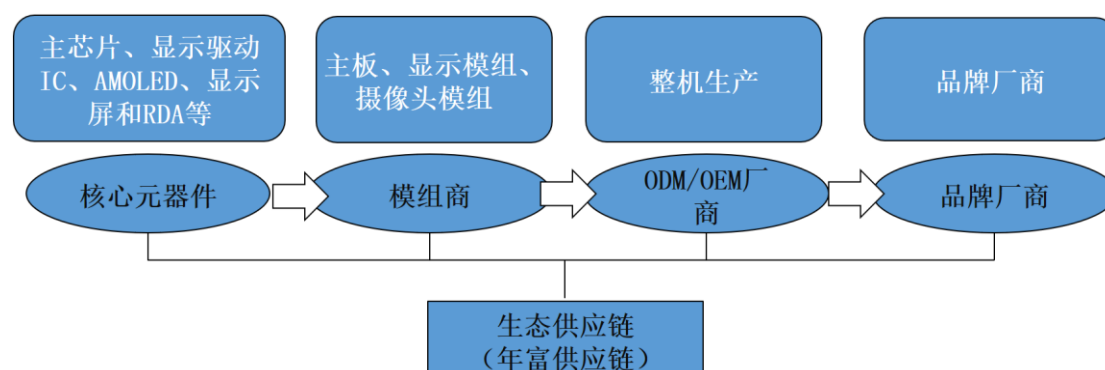 主芯片、显示驱动
IC、AMOLED、显示
屏和RDA等
主板、显示模组、
摄像头模组
整机生产
品牌厂商
核心元器件
模组商
ODM/OEM厂
商
品牌厂商
生态供应链
（年富供应链）